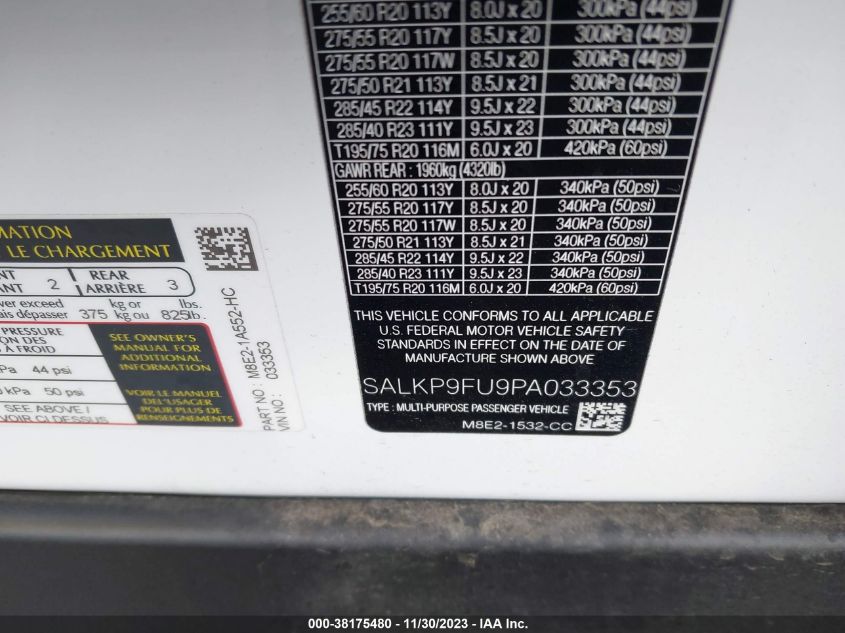 255/60 R20 113Y 8.0J x 20 300kPa (44psi)
275/55 R20 117Y 8.5J x 20 300kPa (44psi)
275/55 R20 117W 8.5J x 20 300kPa (44psi)
275/50 R21 113Y 8.5J x 21 300kPa (44psi)
285/45 R22 114Y 9.5J x 22 300kPa (44psi)
285/40 R23 111Y 9.5J x 23 300kPa (44psi)
T195/75 R20 116M 6.0J x 20 420kPa (60psi)
GAWR REAR : 1960kg (4320lb)
255/60 R20 113Y 8.0J x 20 340kPa (50psi)
275/55 R20 117Y 8.5J x 20 340kPa (50psi)
275/55 R20 117W 8.5J x 20 340kPa (50psi)
275/50 R21 113Y 8.5J x 21 340kPa (50psi)
285/45 R22 114Y 9.5J x 22 340kPa (50psi)
285/40 R23 111Y 9.5J x 23 340kPa (50psi)
T195/75 R20 116M 6.0J x 20 420kPa (60psi)
THIS VEHICLE CONFORMS TO ALL APPLICABLE
U.S. FEDERAL MOTOR VEHICLE SAFETY
STANDARDS IN EFFECT ON THE DATE OF
MANUFACTURE SHOWN ABOVE
SALKP9FU9PA033353
TYPE : MULTI-PURPOSE PASSENGER VEHICLE
M8E2-1532-CC
MATION
LE CHARGEMENT
NT 2 REAR 3
ANT ARRIÈRE
ver exceed kg or lbs.
ais dépasser 375 kg ou 825lb.
PRESSURE
ION DES
À FROID
a 44 psi
a 50 psi
SEE ABOVE /
VOIR CI DESSUS
SEE OWNER'S
MANUAL FOR
ADDITIONAL
INFORMATION
VOIR LE MANUEL
DEL'USAGER
POUR PLUS DE
RENSEIGNEMENTS
PART NO : M8E2-1A552-HC
VIN NO : 033353
000-38175480 - 11/30/2023 - IAA Inc.